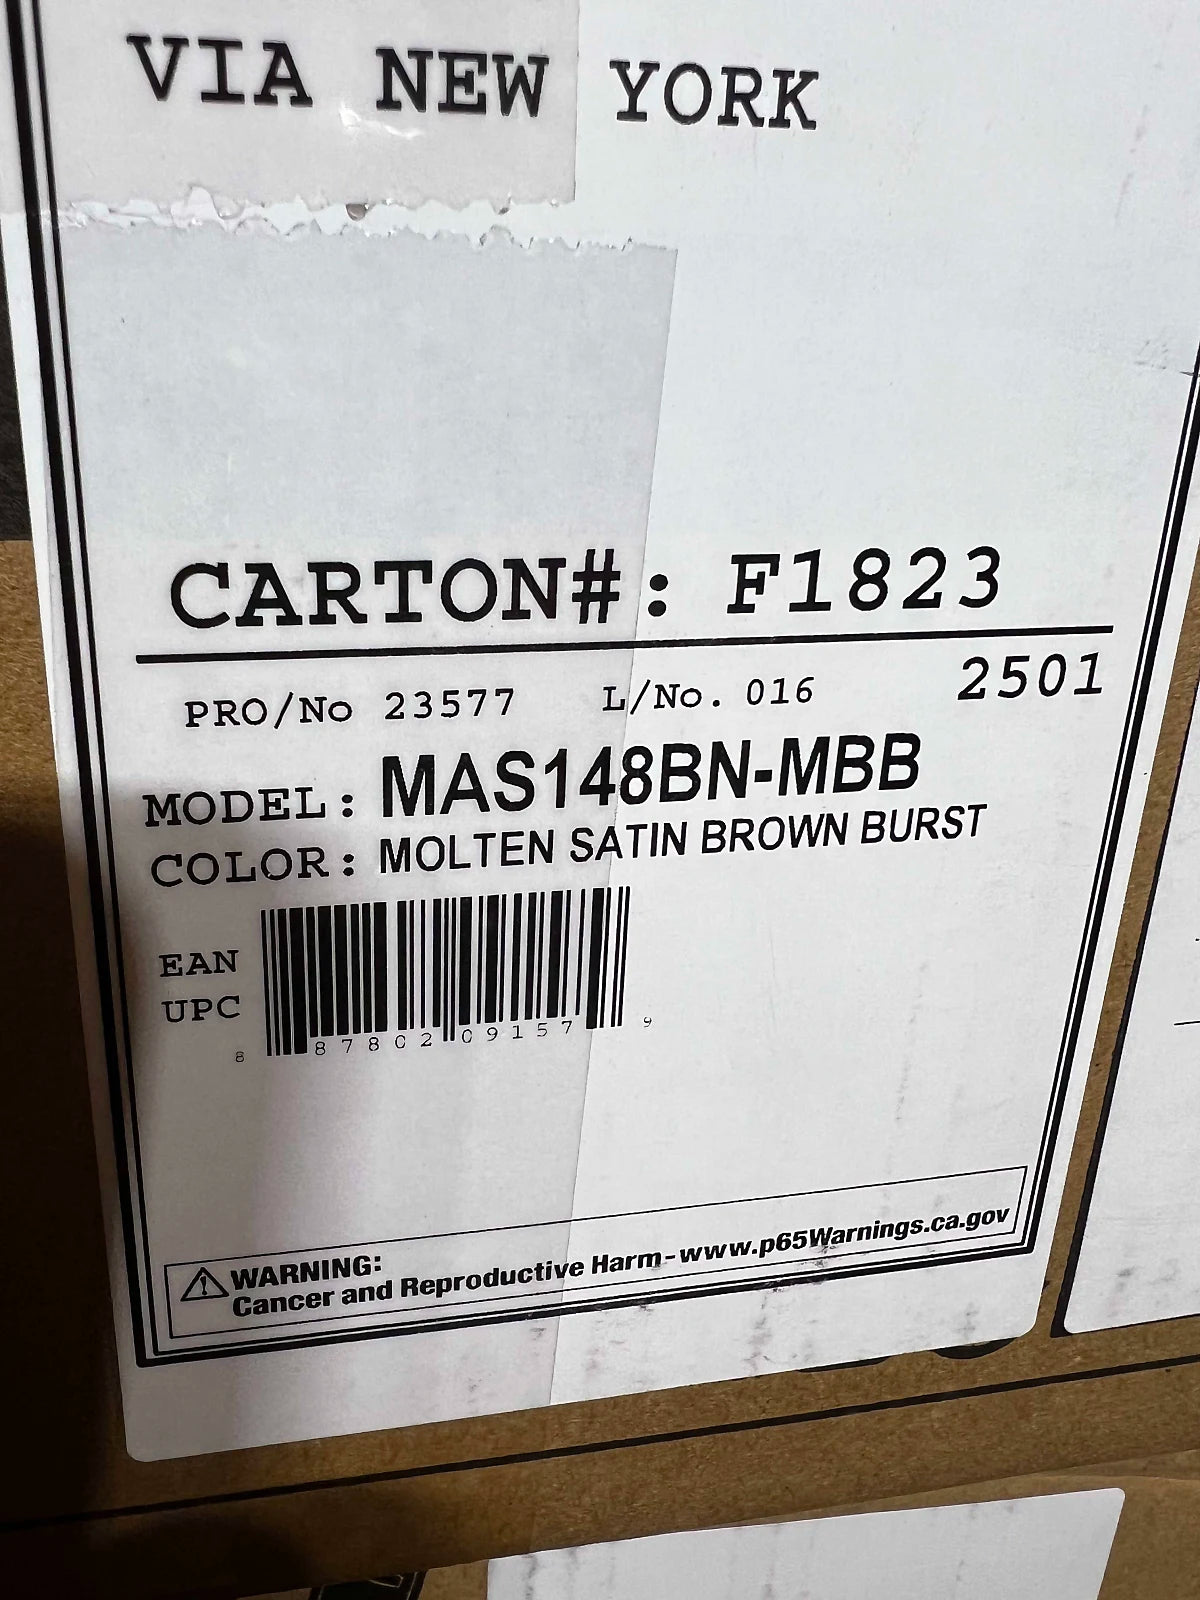 VIA NEW YORK
CARTON#: F1823
PRO/No 23577 L/No. 016 2501
MODEL: MAS148BN-MBB
COLOR: MOLTEN SATIN BROWN BURST
EAN
UPC
8 87802 09157 9
WARNING:
Cancer and Reproductive Harm-www.p65Warnings.ca.gov